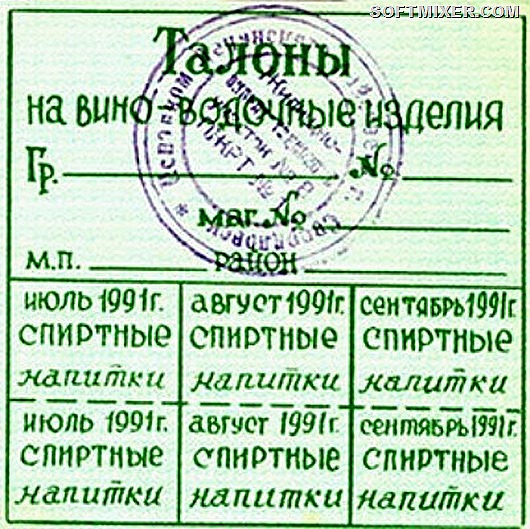 SOFTMIXER.COM
Талоны
на вино-водочные изделия
Гр. №
маг. №
м.п. район
июль 1991г. август 1991г. сентябрь 1991г.
спиртные спиртные спиртные
напитки напитки напитки
июль 1991г. август 1991г. сентябрь 1991г.
спиртные спиртные спиртные
напитки напитки напитки